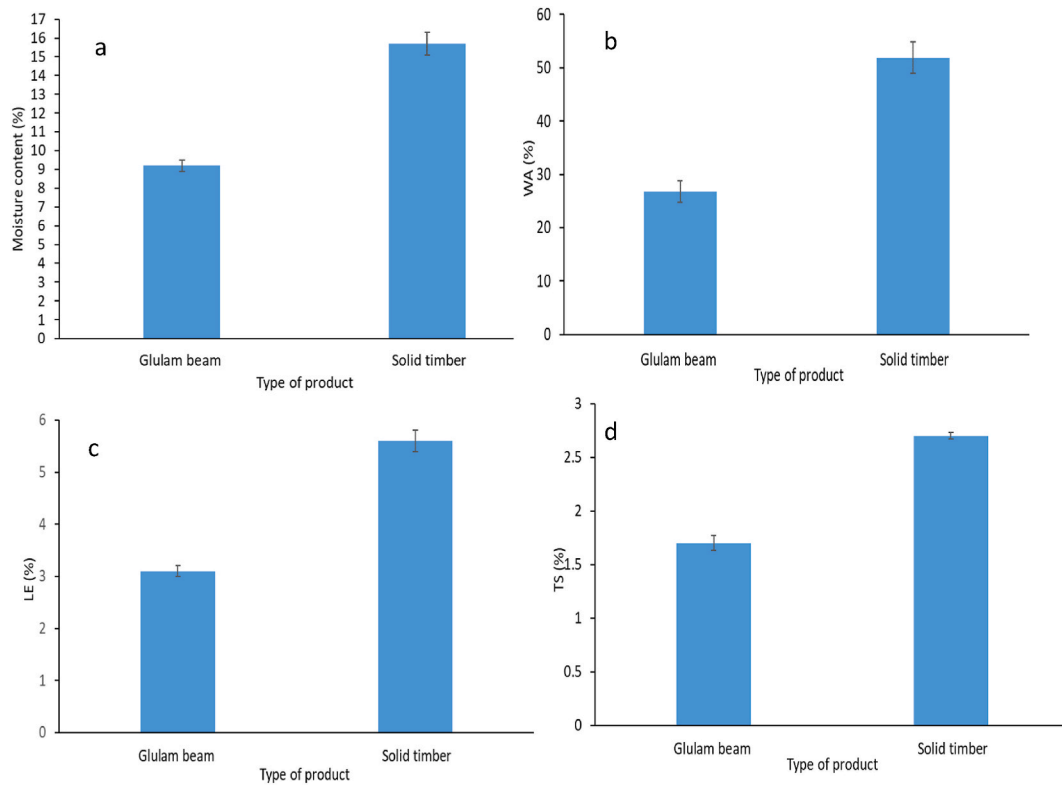 a
Moisture content (%)
17
16
15
14
13
12
11
10
9
8
7
6
5
4
3
2
1
0
Glulam beam Solid timber
Type of product
b
WA (%)
60
50
40
30
20
10
0
Glulam beam Solid timber
Type of product
c
LE (%)
6
5
4
3
2
1
0
Glulam beam Solid timber
Type of product
d
TS (%)
3
2.5
2
1.5
1
0.5
0
Glulam beam Solid timber
Type of product